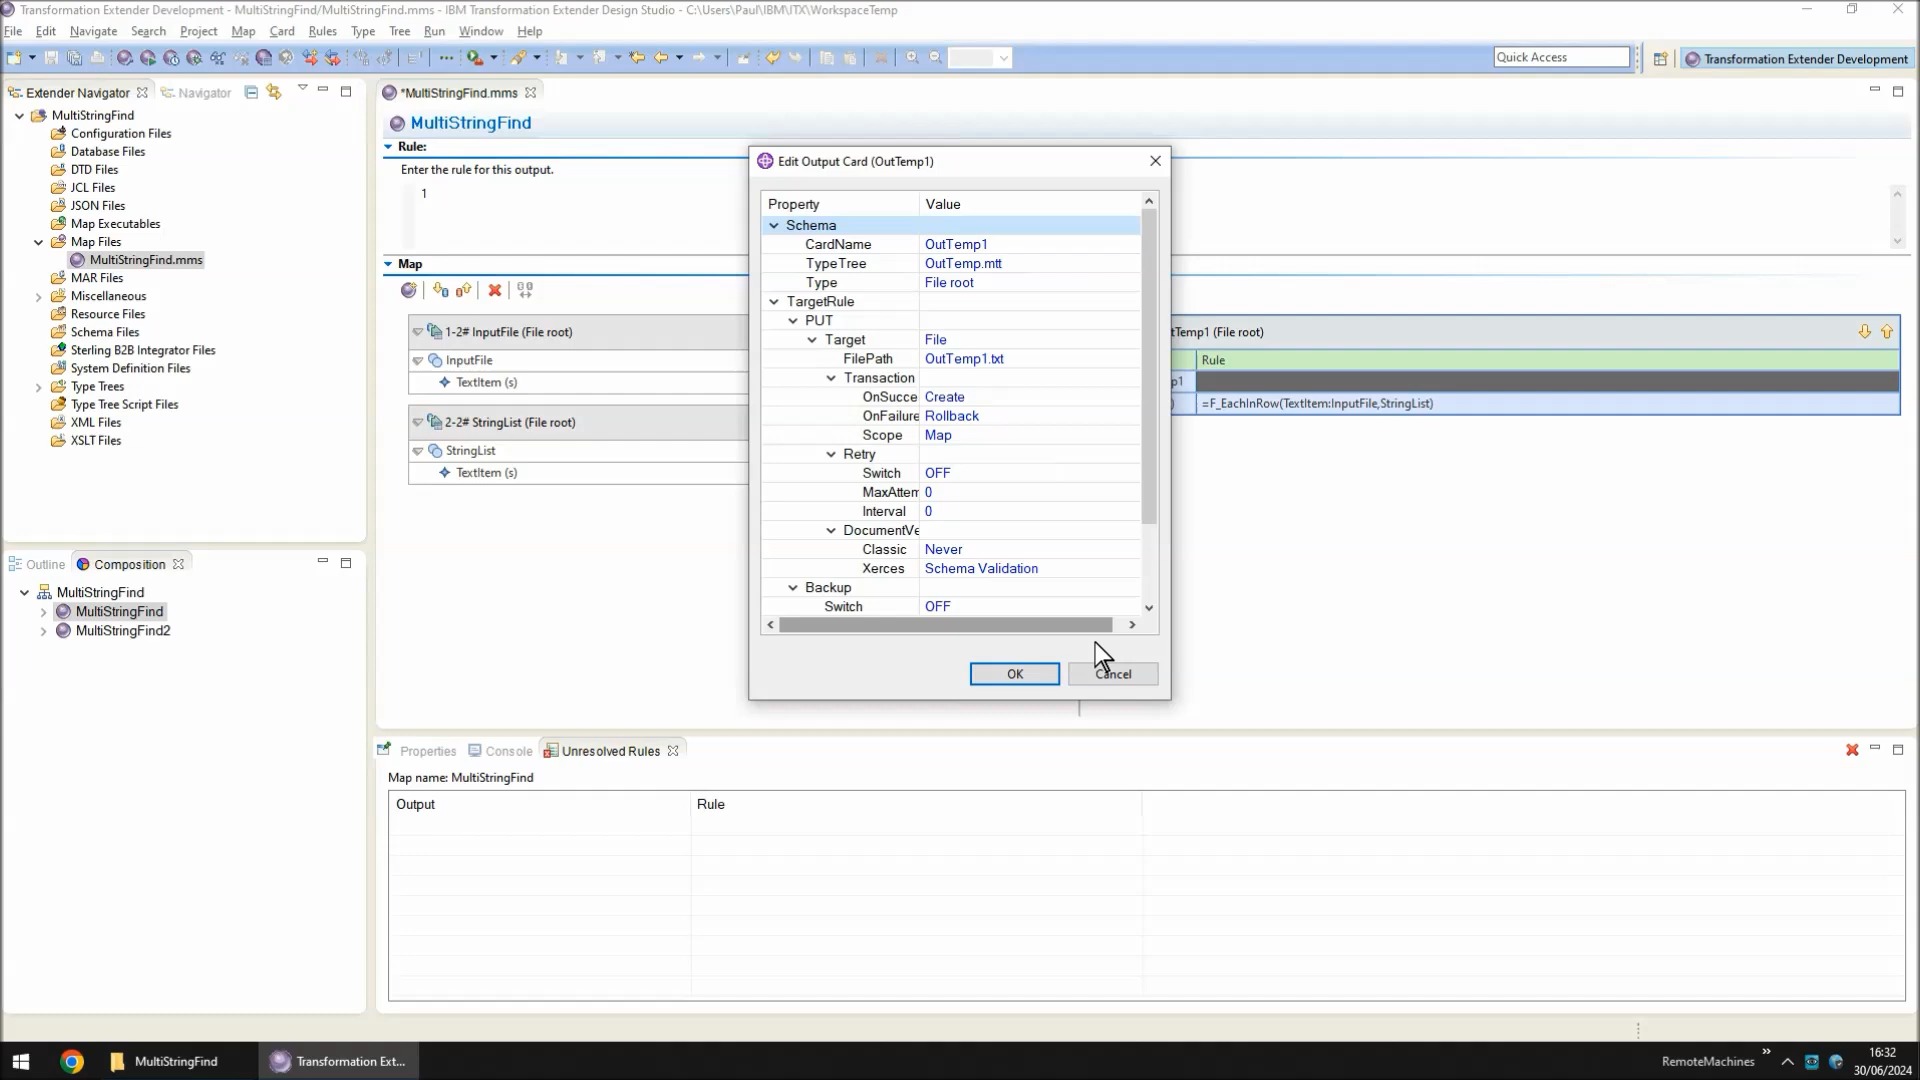 Transformation Extender Development - MultiStringFind/MultiStringFind.mms - IBM Transformation Extender Design Studio - C:\Users\Paul\IBM\ITX\WorkspaceTemp
File Edit Navigate Search Project Map Card Rules Type Tree Run Window Help
Quick Access
Transformation Extender Development
Extender Navigator
Navigator
MultiStringFind
Configuration Files
Database Files
DTD Files
JCL Files
JSON Files
Map Executables
Map Files
MultiStringFind.mms
MAR Files
Miscellaneous
Resource Files
Schema Files
Sterling B2B Integrator Files
System Definition Files
Type Trees
Type Tree Script Files
XML Files
XSLT Files
Outline
Composition
MultiStringFind
MultiStringFind
MultiStringFind2
*MultiStringFind.mms
MultiStringFind
Rule:
Enter the rule for this output.
1
Map
1-2# InputFile (File root)
InputFile
TextItem (s)
2-2# StringList (File root)
StringList
TextItem (s)
Edit Output Card (OutTemp1)
Property Value
Schema
CardName OutTemp1
TypeTree OutTemp.mtt
Type File root
TargetRule
PUT
Target File
FilePath OutTemp1.txt
Transaction
OnSucce Create
OnFailure Rollback
Scope Map
Retry
Switch OFF
MaxAttem 0
Interval 0
DocumentVe
Classic Never
Xerces Schema Validation
Backup
Switch OFF
OK Cancel
tTemp1 (File root)
Rule
p1
) =F_EachInRow(TextItem:InputFile,StringList)
Properties
Console
Unresolved Rules
Map name: MultiStringFind
Output Rule
MultiStringFind
Transformation Ext...
RemoteMachines
16:32
30/06/2024